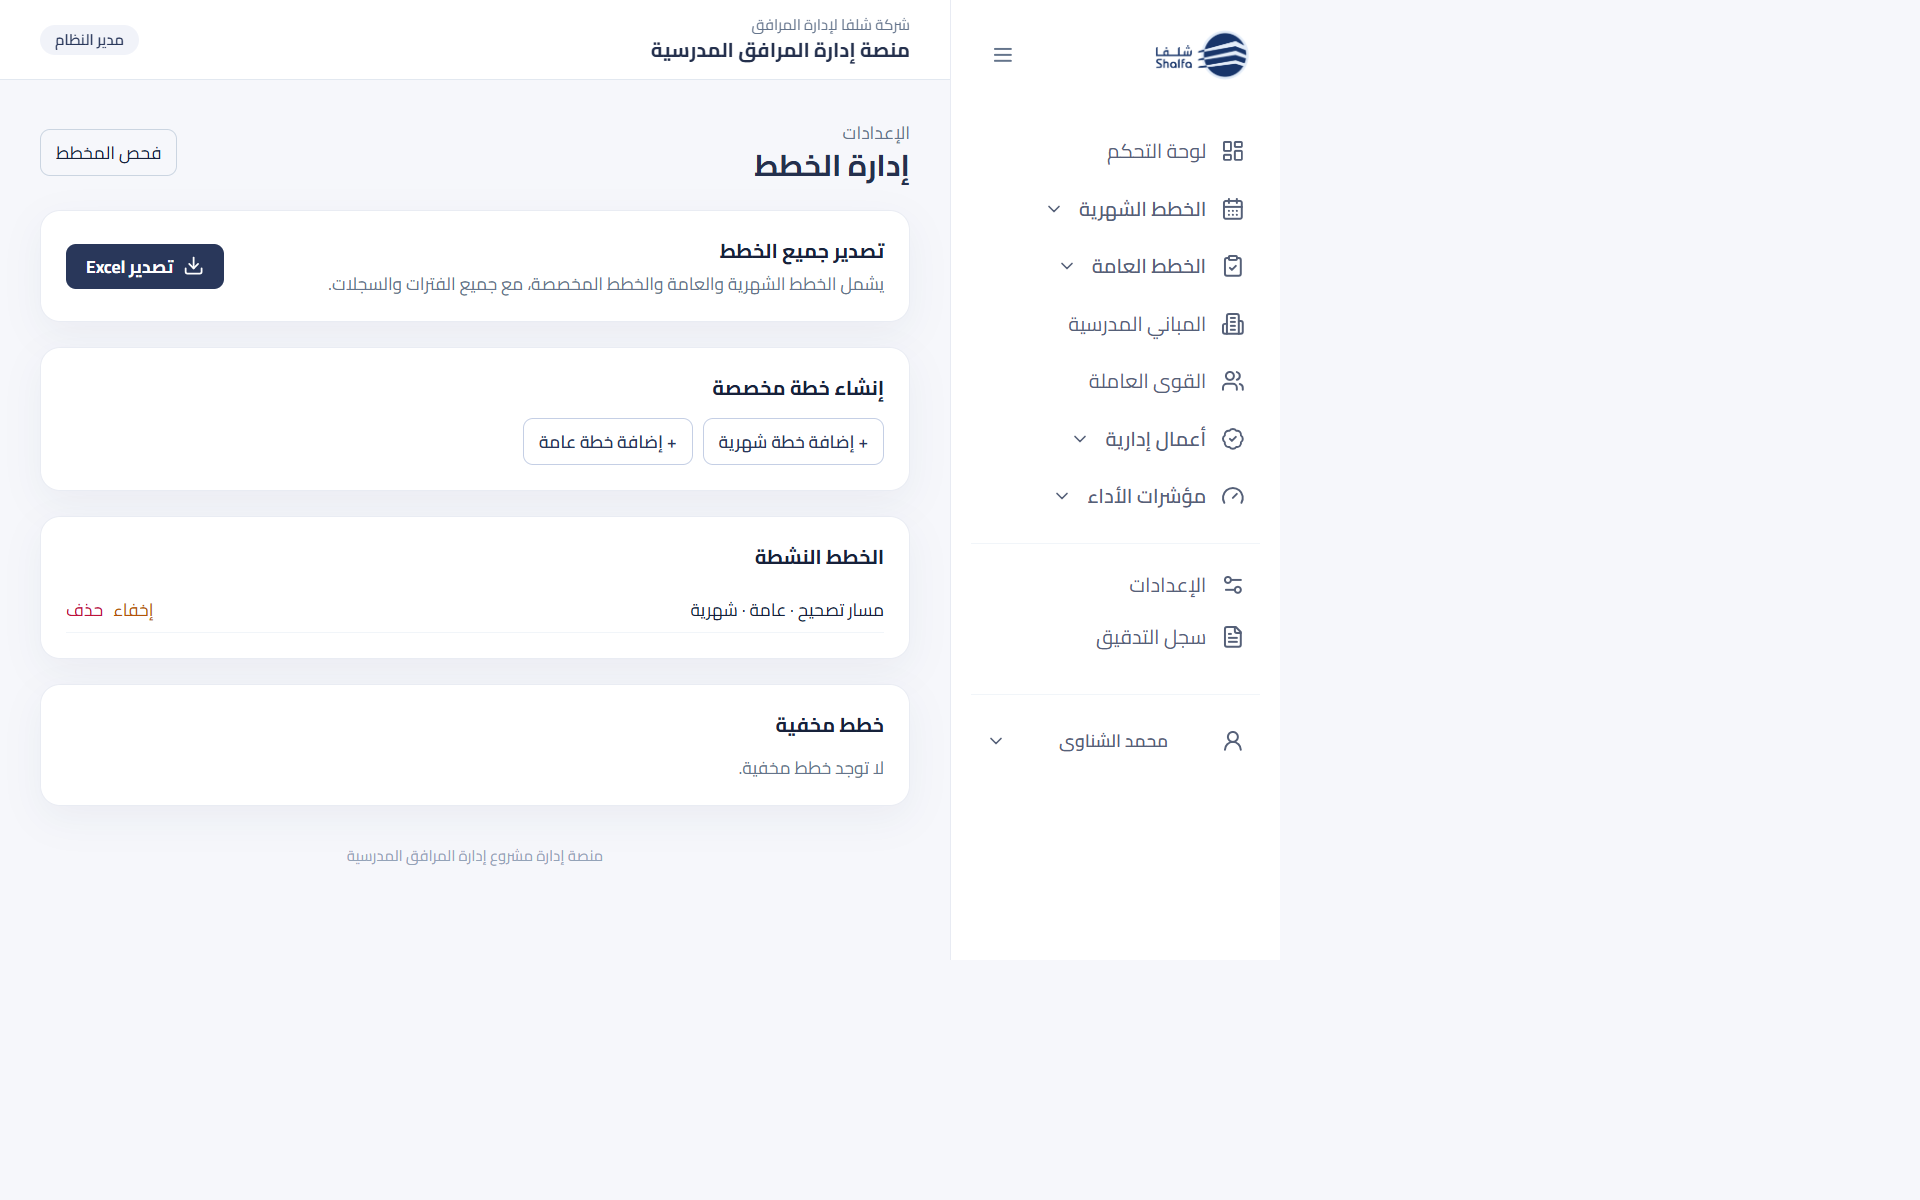 شلفا
Shalfa
لوحة التحكم
الخطط الشهرية
الخطط العامة
المباني المدرسية
القوى العاملة
أعمال إدارية
مؤشرات الأداء
الإعدادات
سجل التدقيق
محمد الشناوى
شركة شلفا لإدارة المرافق
منصة إدارة المرافق المدرسية
مدير النظام
الإعدادات
إدارة الخطط
فحص المخطط
تصدير جميع الخطط
يشمل الخطط الشهرية والعامة والخطط المخصصة، مع جميع الفترات والسجلات.
تصدير Excel
إنشاء خطة مخصصة
+ إضافة خطة شهرية
+ إضافة خطة عامة
الخطط النشطة
مسار تصحيح · عامة · شهرية
إخفاء
حذف
خطط مخفية
لا توجد خطط مخفية.
منصة إدارة مشروع إدارة المرافق المدرسية